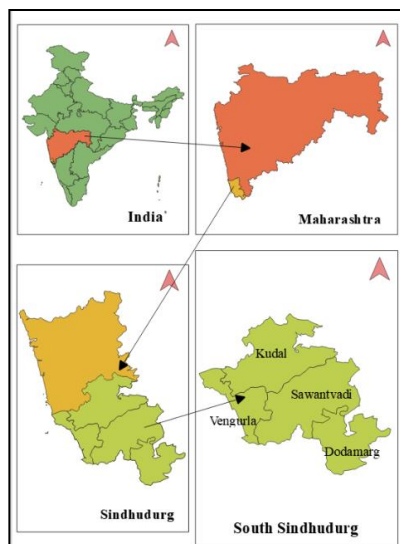 India
Maharashtra
Kudal
Sawantvadi
Vengurla
Dodamarg
Sindhudurg
South Sindhudurg